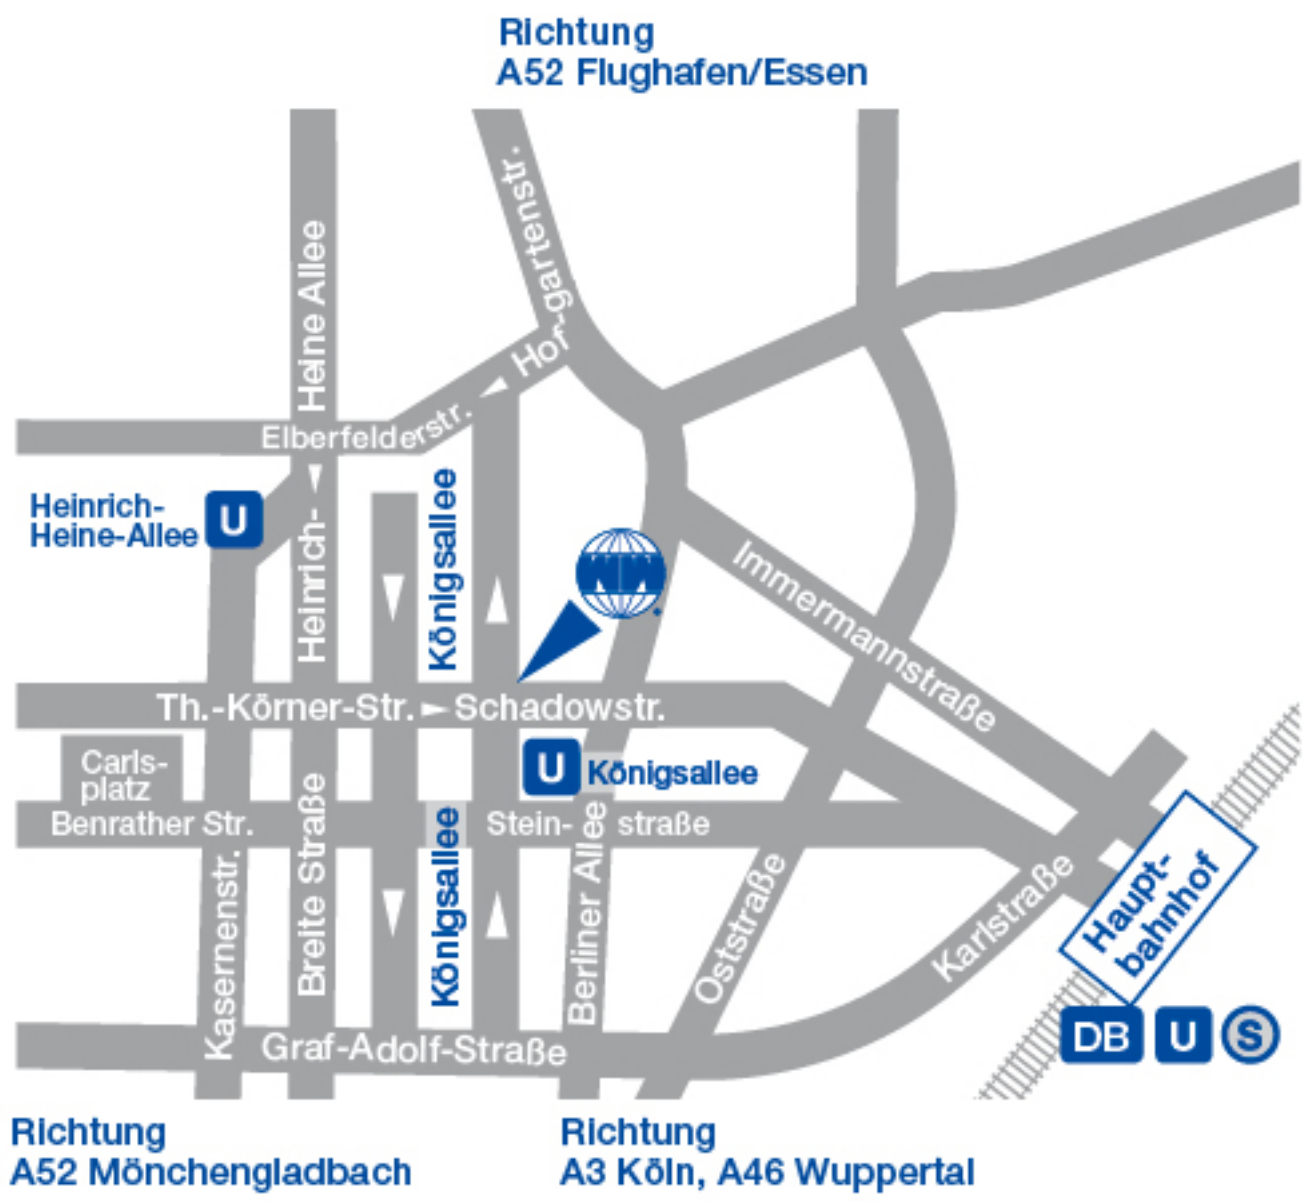 Richtung
A52 Flughafen/Essen
Hof-gartenstr.
Heinrich- Heine Allee
Elberfelderstr.
Heinrich-
Heine-Allee
U
Königsallee
Immermannstraße
Th.-Körner-Str.
Schadowstr.
U
Königsallee
Carls-
platz
Benrather Str.
Stein- straße
Königsallee
Kasernenstr.
Breite Straße
Berliner Allee
Oststraße
Karlstraße
Haupt-
bahnhof
DB
U
S
Graf-Adolf-Straße
Richtung
A52 Mönchengladbach
Richtung
A3 Köln, A46 Wuppertal